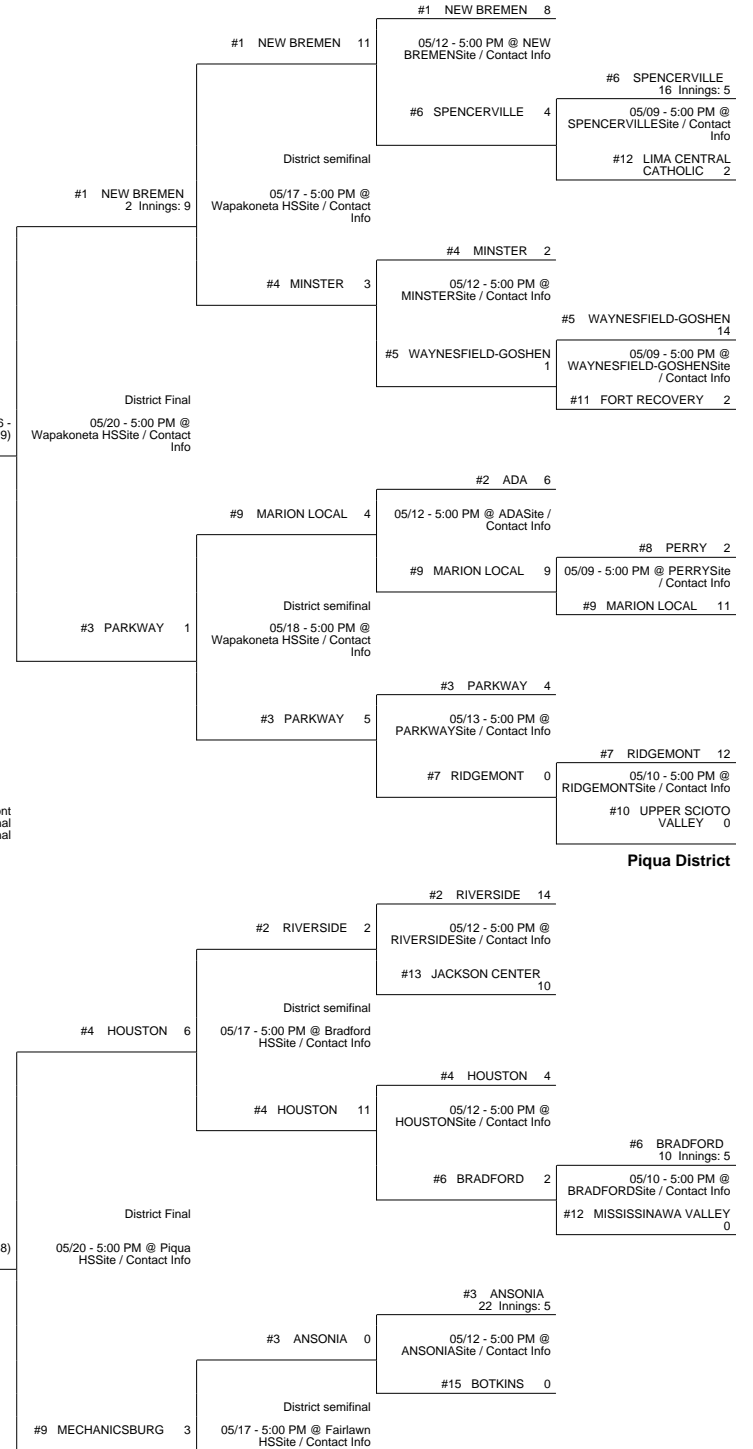 #1 NEW BREMEN 8
#1 NEW BREMEN 11
05/12 - 5:00 PM @ NEW
BREMENSite / Contact Info
#6 SPENCERVILLE
16 Innings: 5
#6 SPENCERVILLE 4
05/09 - 5:00 PM @
SPENCERVILLESite / Contact
Info
District semifinal
#12 LIMA CENTRAL
CATHOLIC 2
#1 NEW BREMEN
2 Innings: 9
05/17 - 5:00 PM @
Wapakoneta HSSite / Contact
Info
#4 MINSTER 2
#4 MINSTER 3
05/12 - 5:00 PM @
MINSTERSite / Contact Info
#5 WAYNESFIELD-GOSHEN
14
#5 WAYNESFIELD-GOSHEN
1
05/09 - 5:00 PM @
WAYNESFIELD-GOSHENSite
/ Contact Info
District Final
#11 FORT RECOVERY 2
6 -
9)
05/20 - 5:00 PM @
Wapakoneta HSSite / Contact
Info
#2 ADA 6
#9 MARION LOCAL 4
05/12 - 5:00 PM @ ADASite /
Contact Info
#8 PERRY 2
#9 MARION LOCAL 9
05/09 - 5:00 PM @ PERRYSite
/ Contact Info
District semifinal
#9 MARION LOCAL 11
#3 PARKWAY 1
05/18 - 5:00 PM @
Wapakoneta HSSite / Contact
Info
#3 PARKWAY 4
#3 PARKWAY 5
05/13 - 5:00 PM @
PARKWAYSite / Contact Info
#7 RIDGEMONT 12
#7 RIDGEMONT 0
05/10 - 5:00 PM @
RIDGEMONTSite / Contact Info
#10 UPPER SCIOTO
VALLEY 0
ont
nal
nal
Piqua District
#2 RIVERSIDE 14
#2 RIVERSIDE 2
05/12 - 5:00 PM @
RIVERSIDESite / Contact Info
#13 JACKSON CENTER
10
District semifinal
#4 HOUSTON 6
05/17 - 5:00 PM @ Bradford
HSSite / Contact Info
#4 HOUSTON 4
#4 HOUSTON 11
05/12 - 5:00 PM @
HOUSTONSite / Contact Info
#6 BRADFORD
10 Innings: 5
#6 BRADFORD 2
05/10 - 5:00 PM @
BRADFORDSite / Contact Info
District Final
#12 MISSISSINAWA VALLEY
0
8)
05/20 - 5:00 PM @ Piqua
HSSite / Contact Info
#3 ANSONIA
22 Innings: 5
#3 ANSONIA 0
05/12 - 5:00 PM @
ANSONIASite / Contact Info
#15 BOTKINS 0
District semifinal
#9 MECHANICSBURG 3
05/17 - 5:00 PM @ Fairlawn
HSSite / Contact Info